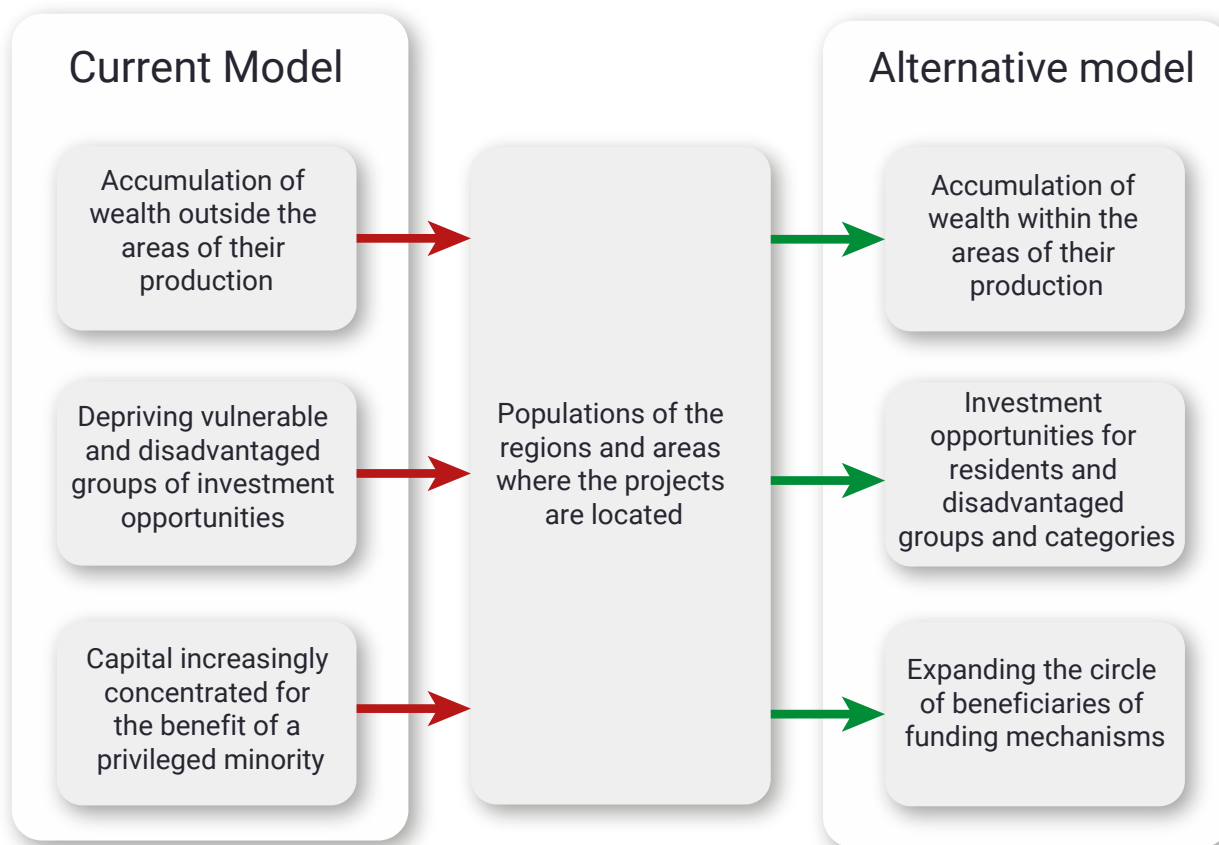 Current Model
Accumulation of
wealth outside the
areas of their
production
Depriving vulnerable
and disadvantaged
groups of investment
opportunities
Capital increasingly
concentrated for
the benefit of a
privileged minority
Populations of the
regions and areas
where the projects
are located
Alternative model
Accumulation of
wealth within the
areas of their
production
Investment
opportunities for
residents and
disadvantaged
groups and categories
Expanding the circle
of beneficiaries of
funding mechanisms